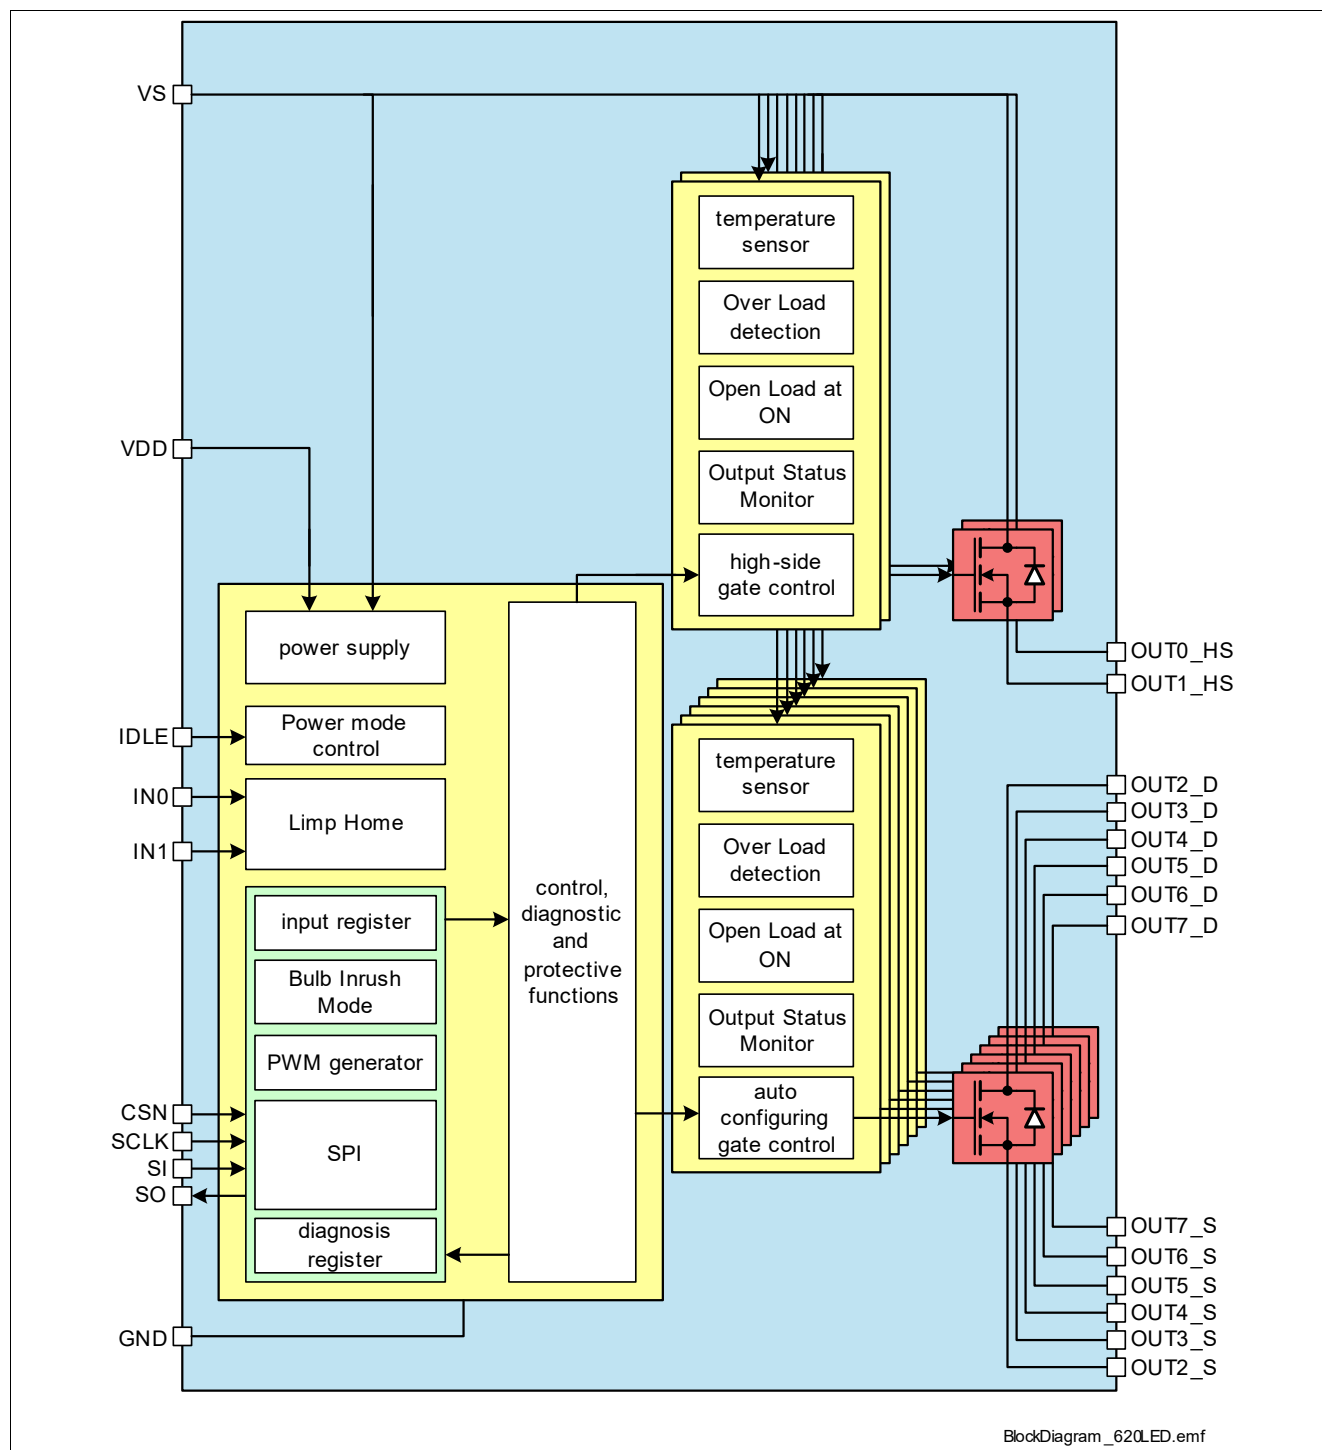 VS
temperature
sensor
Over Load
detection
Open Load at
ON
Output Status
Monitor
high-side
gate control
VDD
power supply
OUT0_HS
OUT1_HS
IDLE
Power mode
control
IN0
IN1
Limp Home
input register
Bulb Inrush
Mode
PWM generator
CSN
SCLK
SI
SO
SPI
diagnosis
register
GND
control,
diagnostic
and
protective
functions
temperature
sensor
Over Load
detection
Open Load at
ON
Output Status
Monitor
auto
configuring
gate control
OUT2_D
OUT3_D
OUT4_D
OUT5_D
OUT6_D
OUT7_D
OUT7_S
OUT6_S
OUT5_S
OUT4_S
OUT3_S
OUT2_S
BlockDiagram_620LED.emf